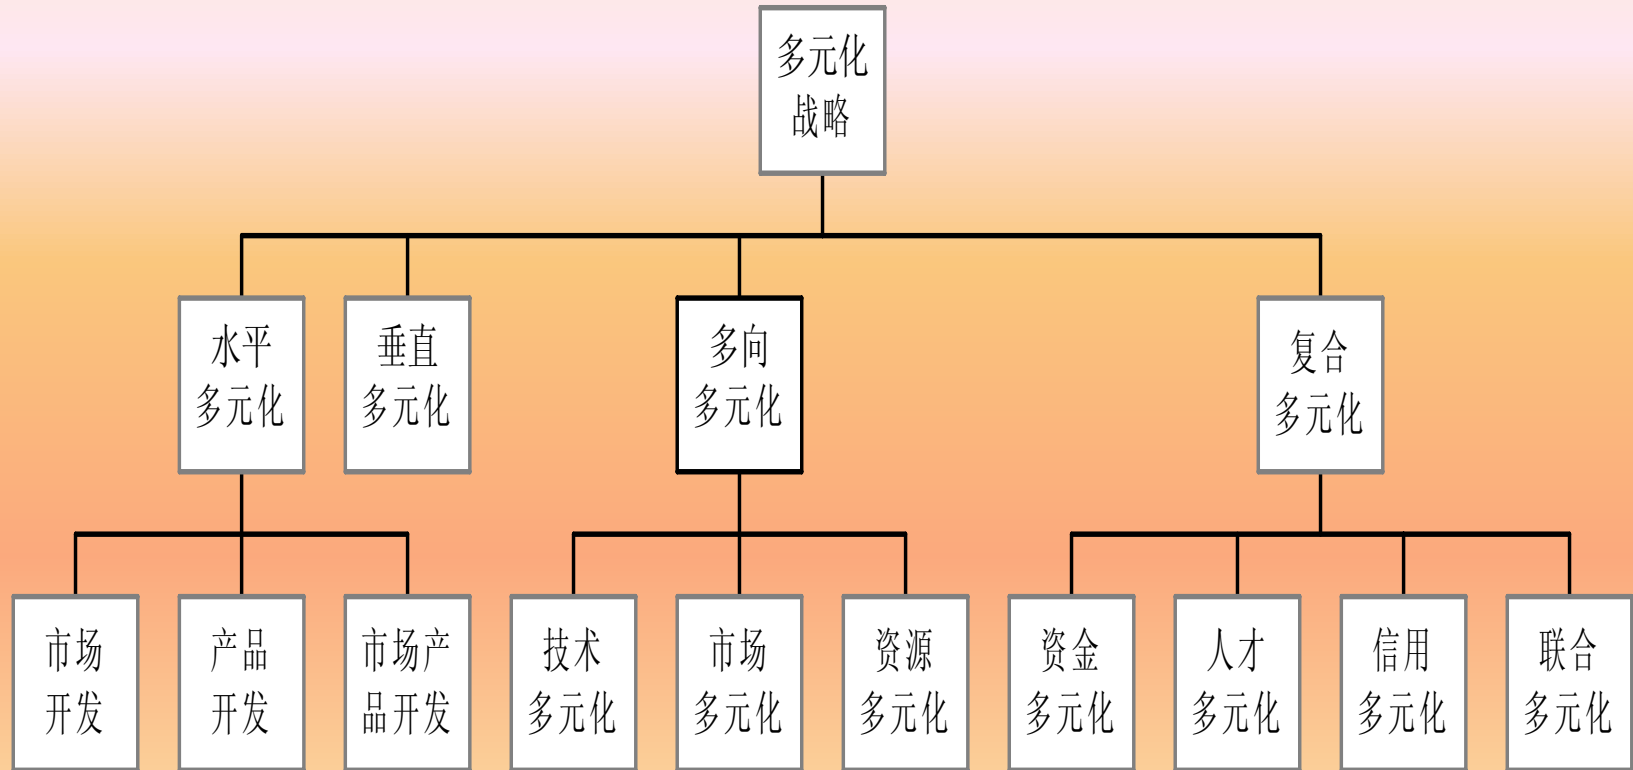 多元化
战略
水平
多元化
垂直
多元化
多向
多元化
复合
多元化
市场
开发
产品
开发
市场产
品开发
技术
多元化
市场
多元化
资源
多元化
资金
多元化
人才
多元化
信用
多元化
联合
多元化